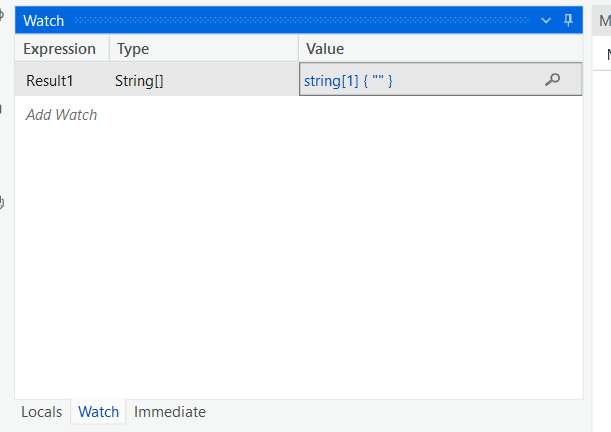 Watch
Expression Type Value
Result1 String[] string[1] { "" }
Add Watch
Locals Watch Immediate
M